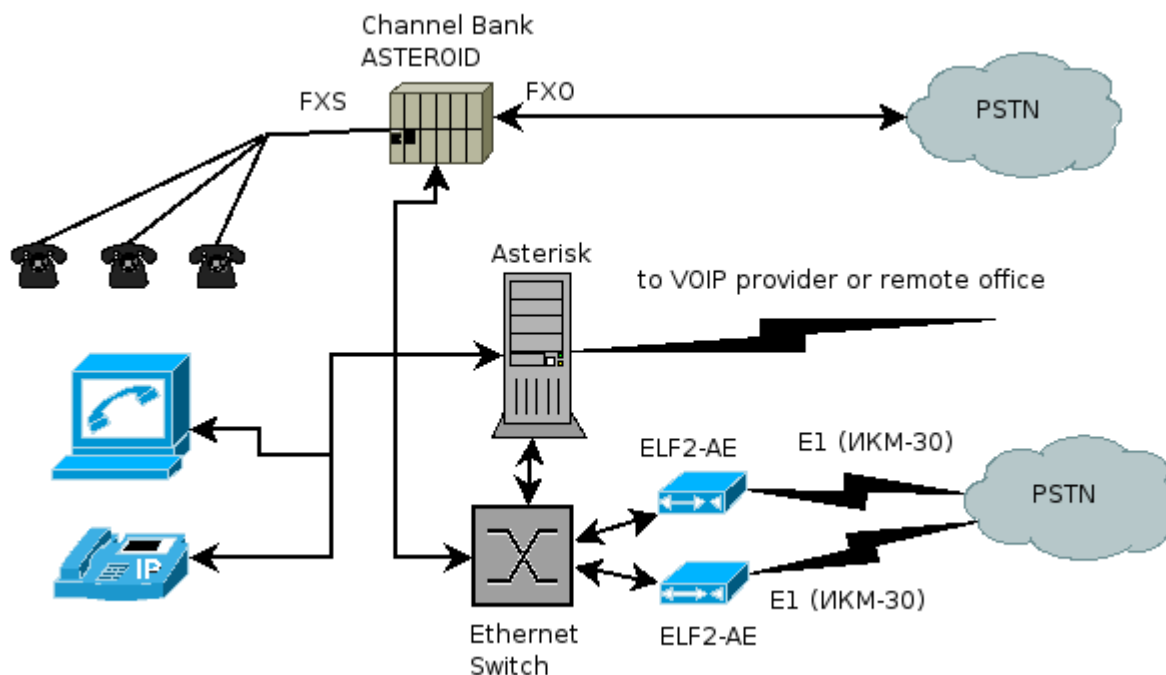 Channel Bank
ASTEROID
FXS
FXO
PSTN
Asterisk
to VOIP provider or remote office
ELF2-AE
E1 (ИКМ-30)
PSTN
IP
E1 (ИКМ-30)
ELF2-AE
Ethernet
Switch